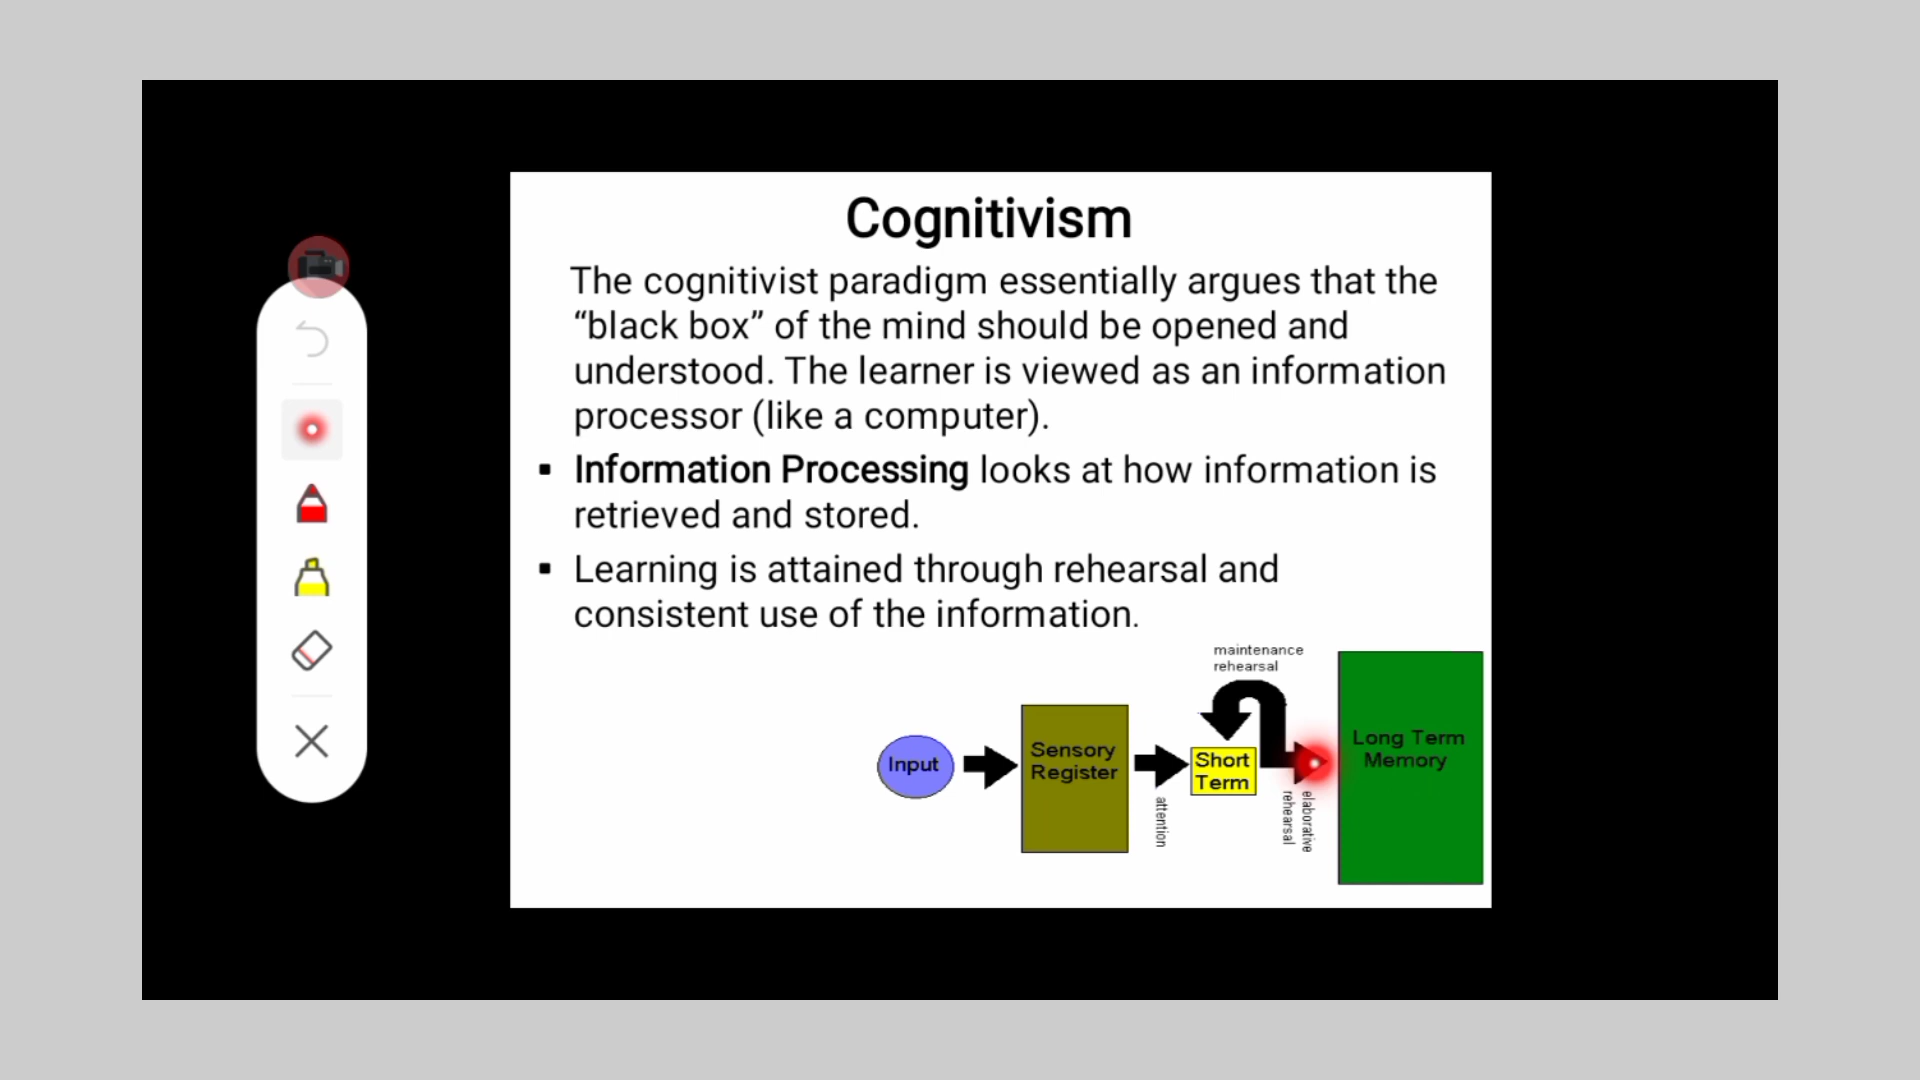 Cognitivism
The cognitivist paradigm essentially argues that the
“black box” of the mind should be opened and
understood. The learner is viewed as an information
processor (like a computer).
▪ Information Processing looks at how information is
retrieved and stored.
▪ Learning is attained through rehearsal and
consistent use of the information.
maintenance
rehearsal
Input
Sensory
Register
attention
Short
Term
elaborative
rehearsal
Long Term
Memory